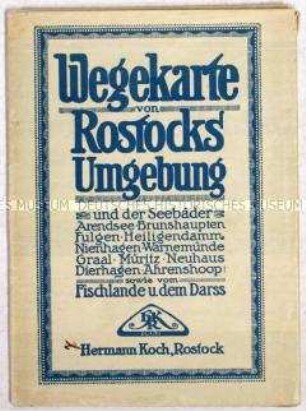 Wegekarte
von
Rostocks
Umgebung
und der Seebäder
Arendsee·Brunshaupten
Fulgen·Heiligendamm
Nienhagen·Warnemünde
Graal·Müritz·Neuhaus
Dierhagen·Ahrenshoop
sowie vom
Fischlande u. dem Darss
HKR
Hermann Koch, Rostock